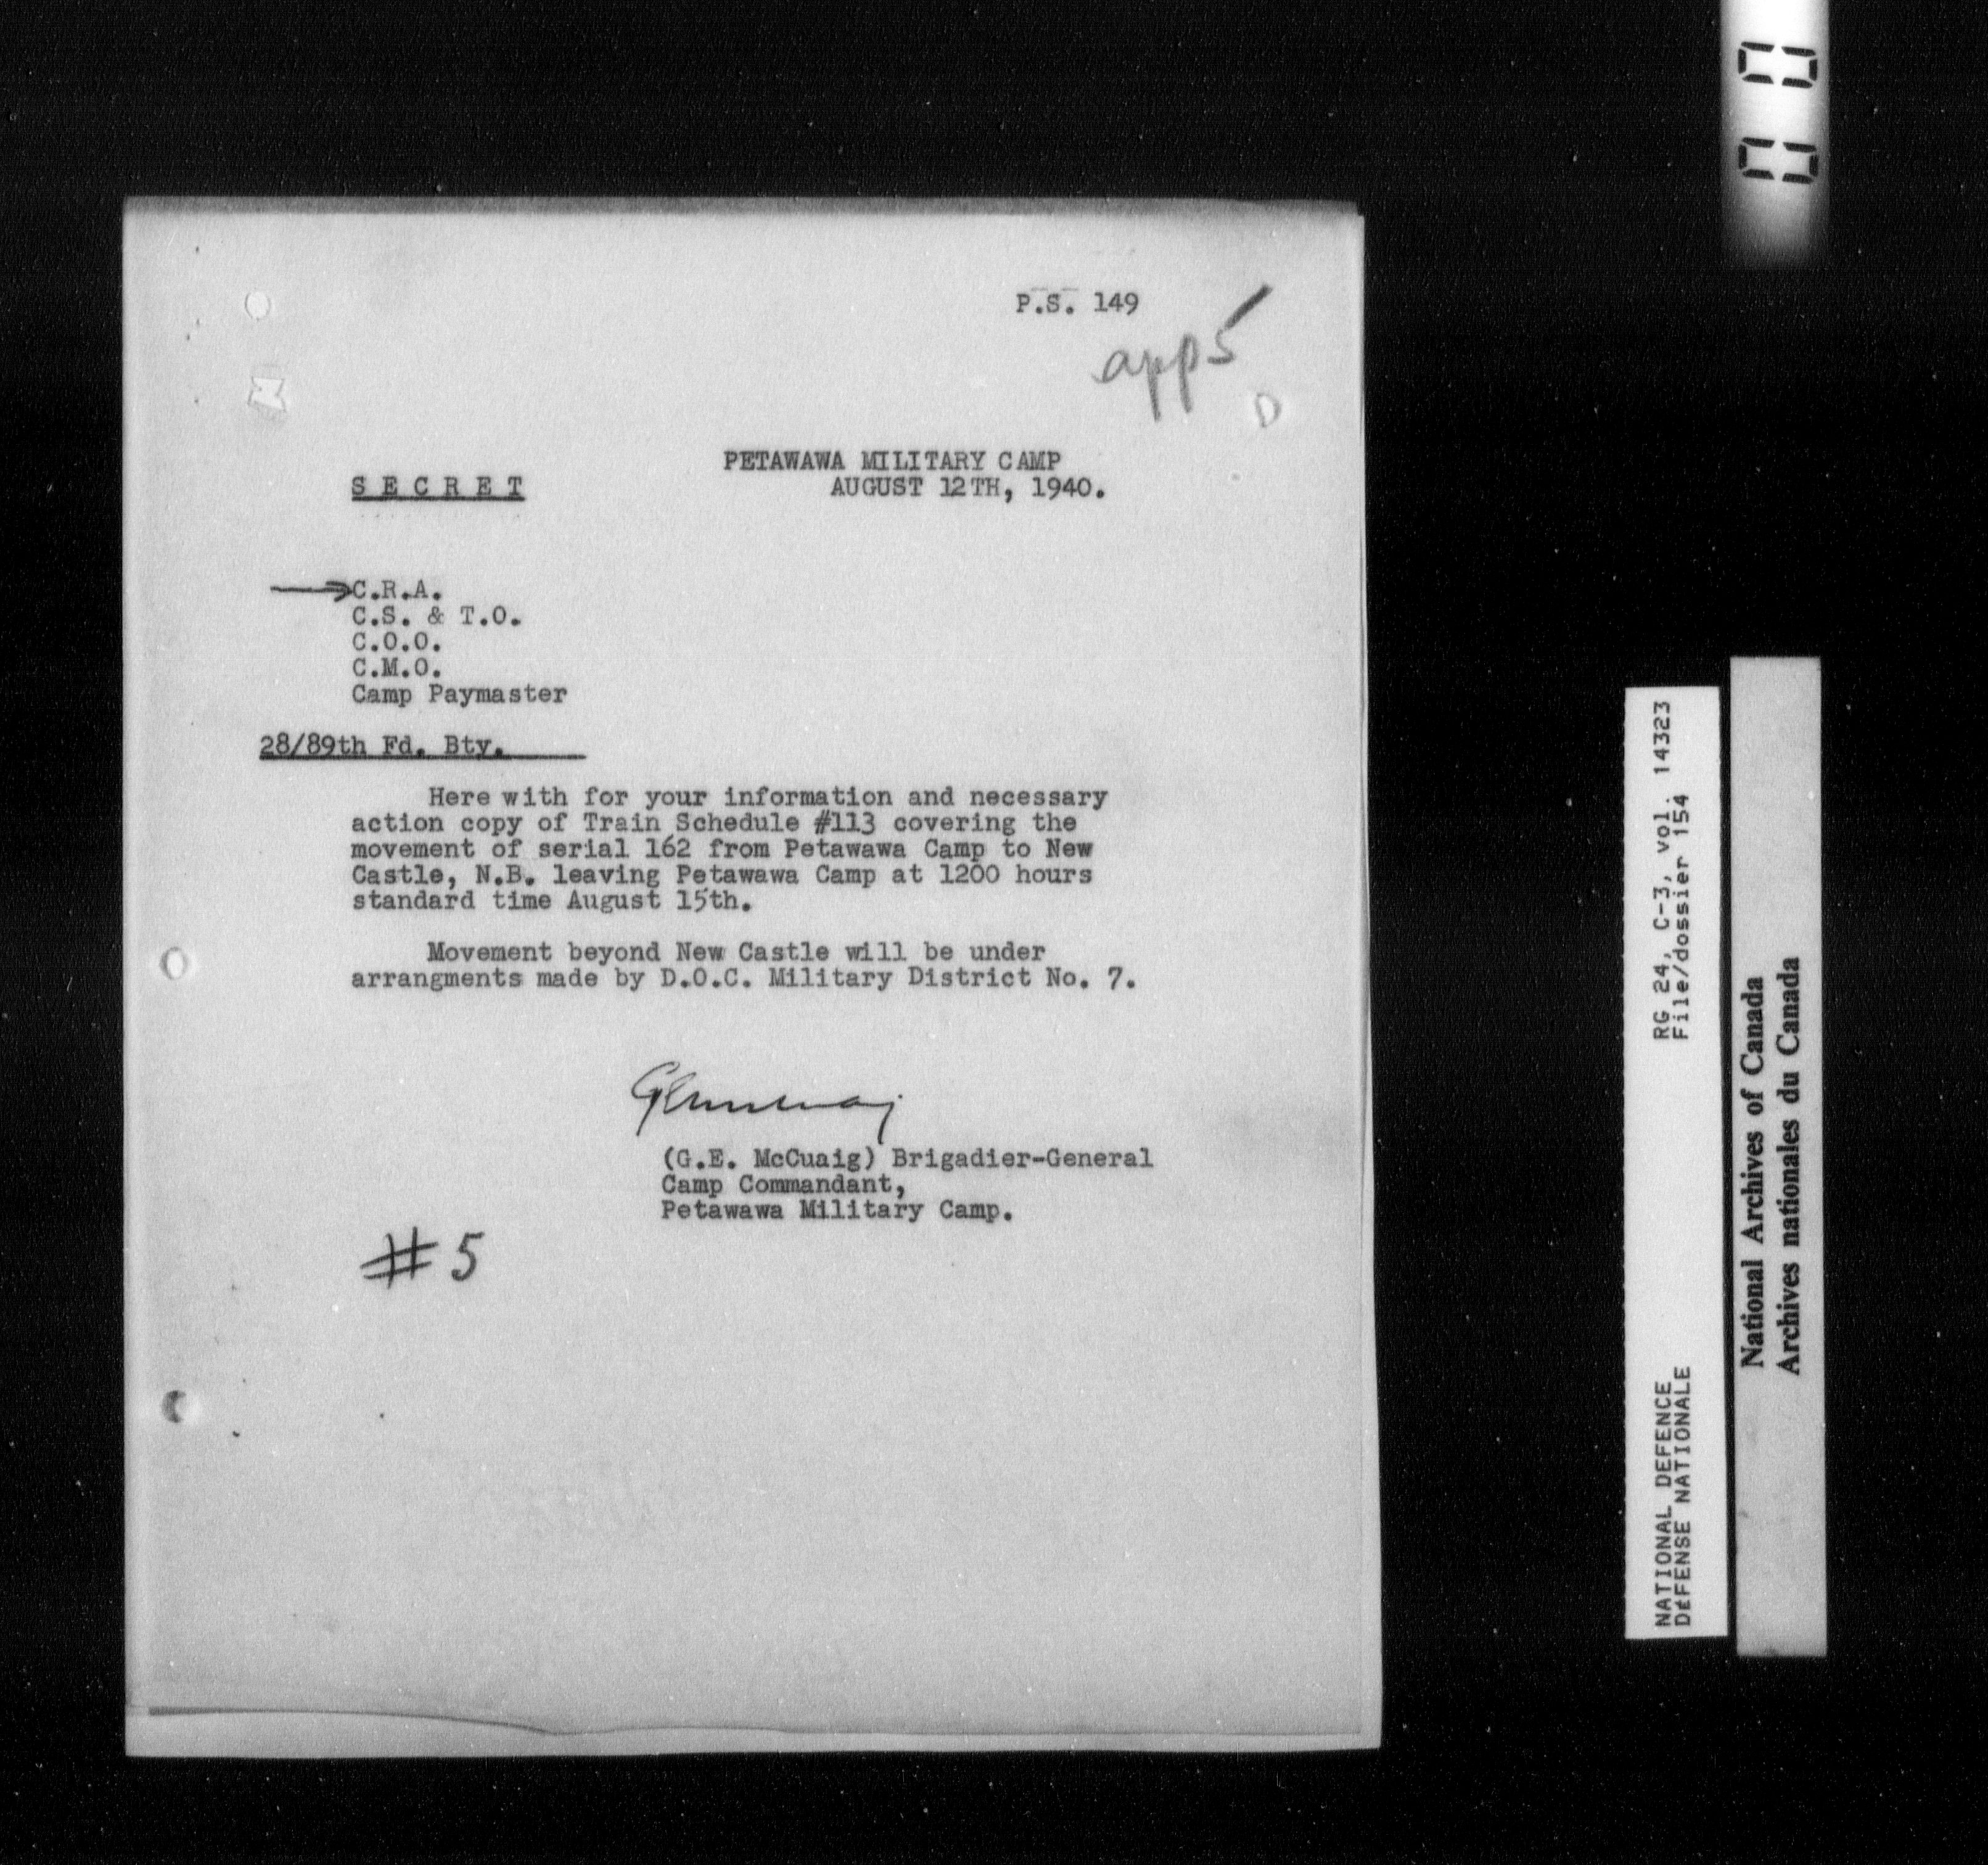 P.S. 149
app 5
PETAWAWA MILITARY CAMP
S E C R E T
AUGUST 12TH, 1940.
C.R.A.
C.S. & T.O.
C.O.O.
C.M.O.
Camp Paymaster
28/89th Fd. Bty.
Here with for your information and necessary
action copy of Train Schedule #113 covering the
movement of serial 162 from Petawawa Camp to New
Castle, N.B. leaving Petawawa Camp at 1200 hours
standard time August 15th.
Movement beyond New Castle will be under
arrangments made by D.O.C. Military District No. 7.
(G.E. McCuaig) Brigadier-General
Camp Commandant,
Petawawa Military Camp.
#5
RG 24, C-3, vol. 14323
File/dossier 154
NATIONAL DEFENCE
DÉFENSE NATIONALE
National Archives of Canada
Archives nationales du Canada